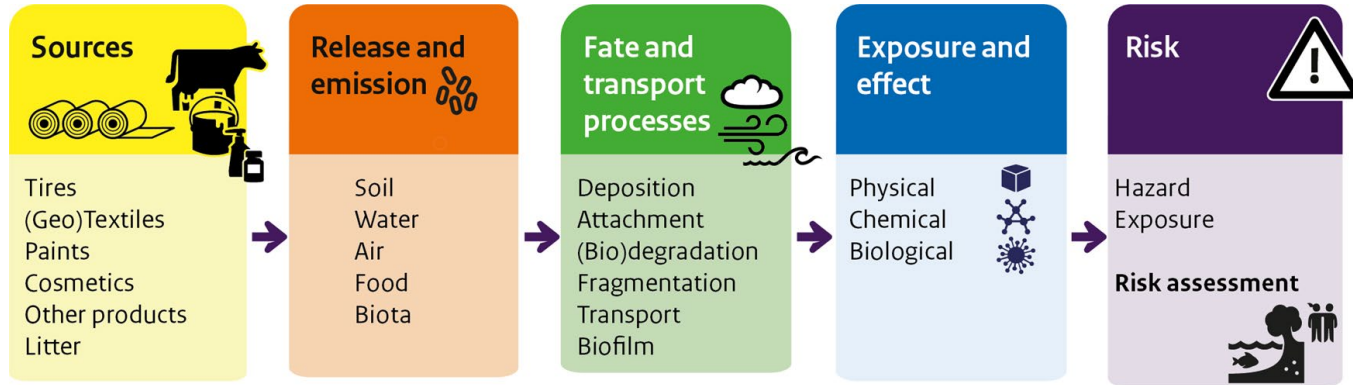 Sources
Tires
(Geo)Textiles
Paints
Cosmetics
Other products
Litter
Release and
emission
Soil
Water
Air
Food
Biota
Fate and
transport
processes
Deposition
Attachment
(Bio)degradation
Fragmentation
Transport
Biofilm
Exposure and
effect
Physical
Chemical
Biological
Risk
!
Hazard
Exposure
Risk assessment